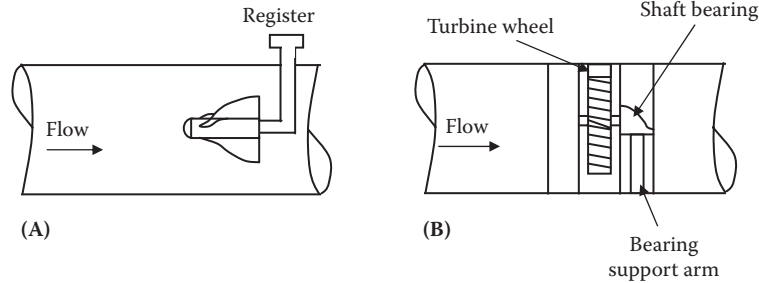 Register
Flow
(A)
Turbine wheel
Shaft bearing
Flow
(B)
Bearing
support arm